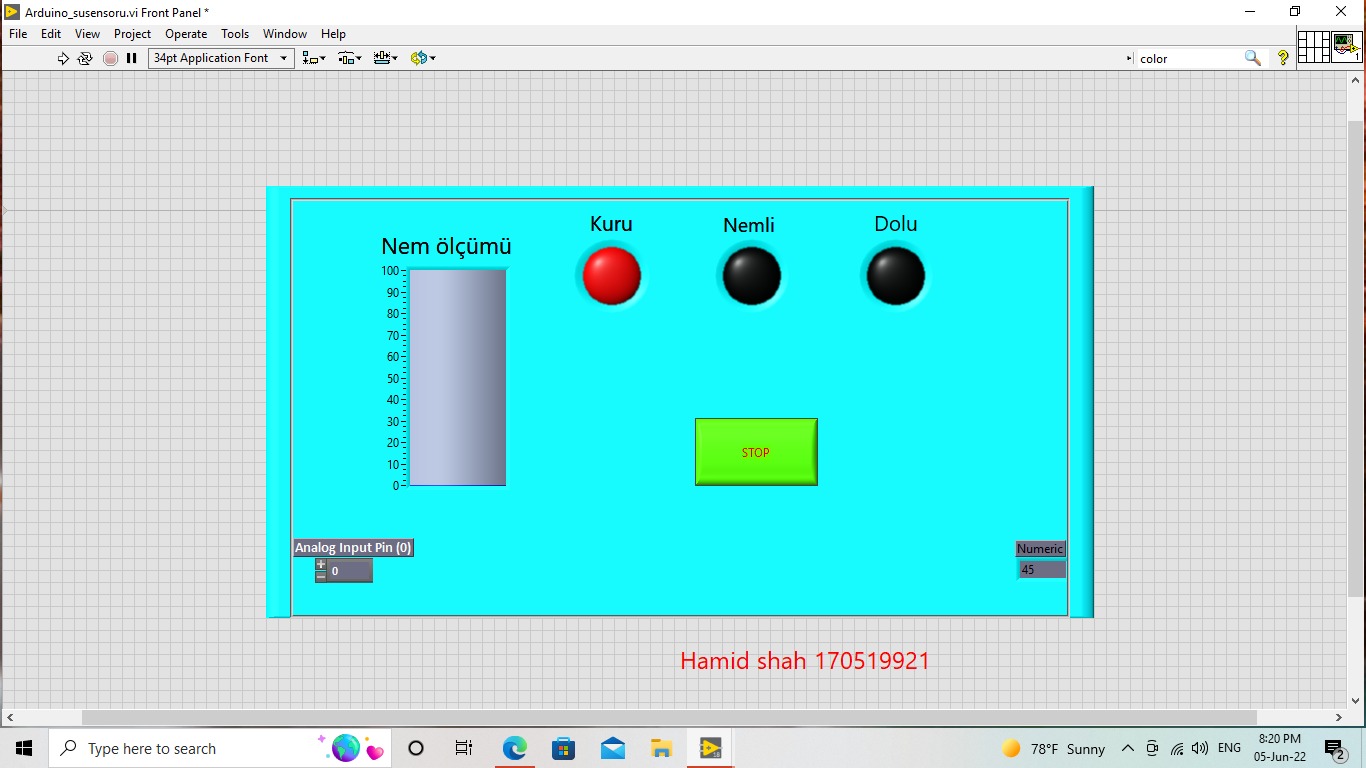 Arduino_susensoru.vi Front Panel *
File Edit View Project Operate Tools Window Help
34pt Application Font
color
1
Kuru Nemli Dolu
Nem ölçümü
100
90
80
70
60
50
40
30
20
10
0
STOP
Analog Input Pin (0)
0
Numeric
45
Hamid shah 170519921
Type here to search
78°F Sunny
ENG
8:20 PM
05-Jun-22
2